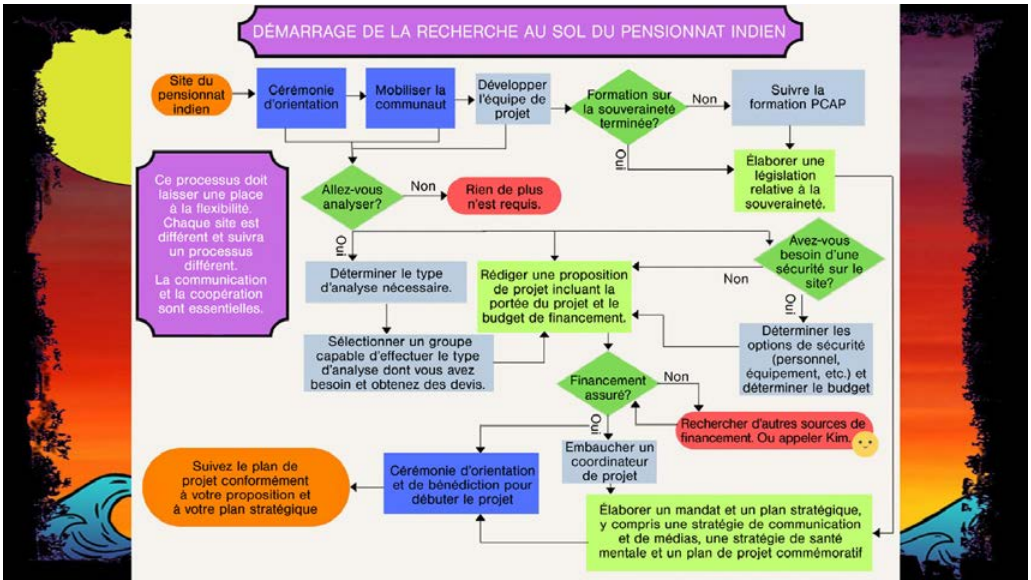 DÉMARRAGE DE LA RECHERCHE AU SOL DU PENSIONNAT INDIEN
Site du
pensionnat
indien
Cérémonie
d'orientation
Mobiliser la
communaut
Développer
l'équipe de
projet
Formation sur
la souveraineté
terminée?
Non
Suivre la
formation PCAP
Oui
Élaborer une
législation
relative à la
souveraineté.
Ce processus doit
laisser une place
à la flexibilité.
Chaque site est
différent et suivra
un processus
différent.
La communication
et la coopération
sont essentielles.
Allez-vous
analyser?
Non
Rien de plus
n'est requis.
Oui
Déterminer le type
d'analyse nécessaire.
Sélectionner un groupe
capable d'effectuer le type
d'analyse dont vous avez
besoin et obtenez des devis.
Rédiger une proposition
de projet incluant la
portée du projet et le
budget de financement.
Avez-vous
besoin d'une
sécurité sur le
site?
Non
Oui
Déterminer les
options de sécurité
(personnel,
équipement, etc.) et
déterminer le budget
Financement
assuré?
Non
Rechercher d'autres sources de
financement. Ou appeler Kim.
Oui
Embaucher un
coordinateur
de projet
Cérémonie d'orientation
et de bénédiction pour
débuter le projet
Suivez le plan de
projet conformément
à votre proposition et
à votre plan stratégique
Élaborer un mandat et un plan stratégique,
y compris une stratégie de communication
et de médias, une stratégie de santé
mentale et un plan de projet commémoratif